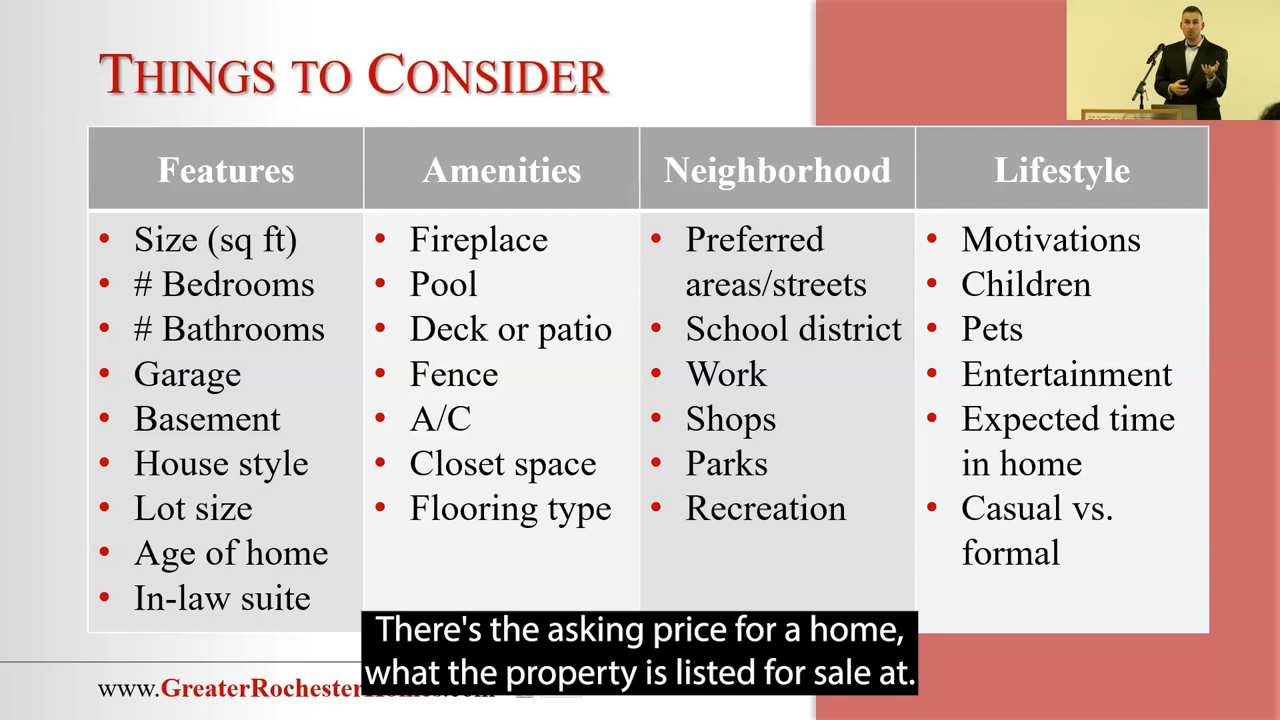 THINGS TO CONSIDER
Features
Size (sq ft)
# Bedrooms
# Bathrooms
Garage
Basement
House style
Lot size
Age of home
In-law suite
Amenities
Fireplace
Pool
Deck or patio
Fence
A/C
Closet space
Flooring type
Neighborhood
Preferred
areas/streets
School district
Work
Shops
Parks
Recreation
Lifestyle
Motivations
Children
Pets
Entertainment
Expected time
in home
Casual vs.
formal
There's the asking price for a home,
what the property is listed for sale at.
www.GreaterRochesterHomes.com